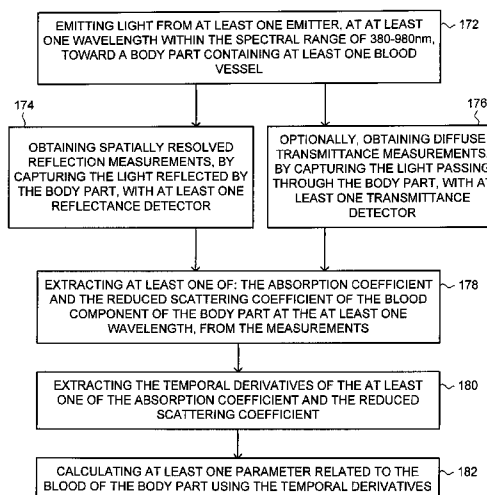 EMITTING LIGHT FROM AT LEAST ONE EMITTER, AT AT LEAST
ONE WAVELENGTH WITHIN THE SPECTRAL RANGE OF 380-980nm,
TOWARD A BODY PART CONTAINING AT LEAST ONE BLOOD
VESSEL
172
174
OBTAINING SPATIALLY RESOLVED
REFLECTION MEASUREMENTS, BY
CAPTURING THE LIGHT REFLECTED BY
THE BODY PART, WITH AT LEAST ONE
REFLECTANCE DETECTOR
176
OPTIONALLY, OBTAINING DIFFUSE
TRANSMITTANCE MEASUREMENTS,
BY CAPTURING THE LIGHT PASSING
THROUGH THE BODY PART, WITH AT
LEAST ONE TRANSMITTANCE
DETECTOR
EXTRACTING AT LEAST ONE OF: THE ABSORPTION COEFFICIENT
AND THE REDUCED SCATTERING COEFFICIENT OF THE BLOOD
COMPONENT OF THE BODY PART AT THE AT LEAST ONE
WAVELENGTH, FROM THE MEASUREMENTS
178
EXTRACTING THE TEMPORAL DERIVATIVES OF THE AT LEAST
ONE OF THE ABSORPTION COEFFICIENT AND THE REDUCED
SCATTERING COEFFICIENT
180
CALCULATING AT LEAST ONE PARAMETER RELATED TO THE
BLOOD OF THE BODY PART USING THE TEMPORAL DERIVATIVES
182